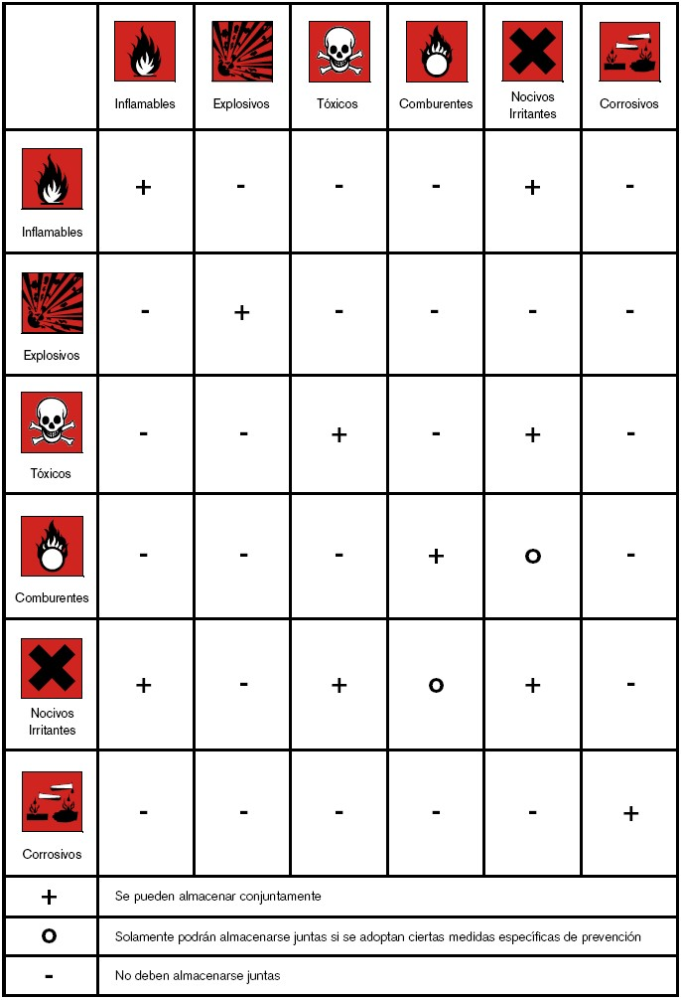 Inflamables Explosivos Tóxicos Comburentes Nocivos Irritantes Corrosivos
Inflamables + - - - + -
Explosivos - + - - - -
Tóxicos - - + - + -
Comburentes - - - + o -
Nocivos Irritantes + - + o + -
Corrosivos - - - - - +
+ Se pueden almacenar conjuntamente
o Solamente podrán almacenarse juntas si se adoptan ciertas medidas específicas de prevención
- No deben almacenarse juntas